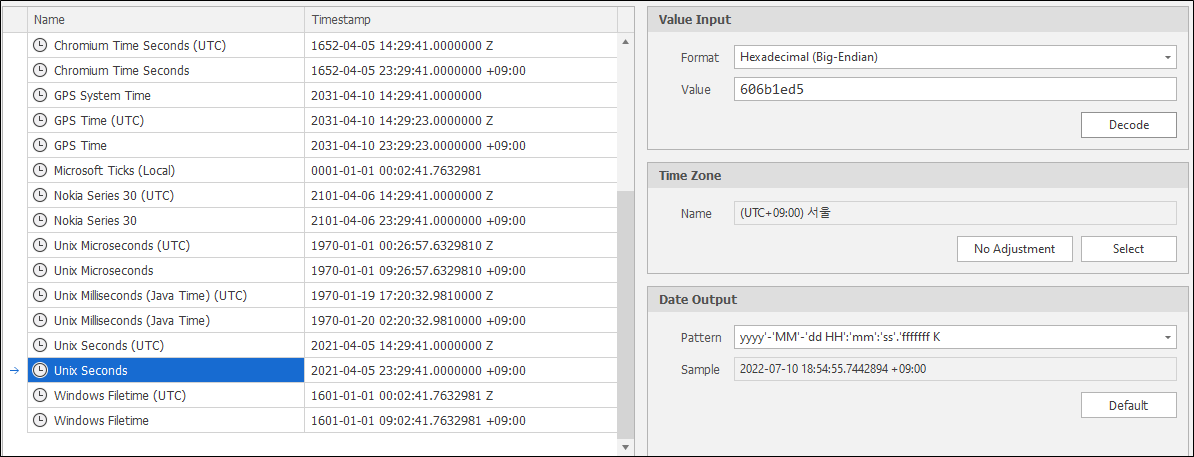 Name Timestamp
Chromium Time Seconds (UTC) 1652-04-05 14:29:41.0000000 Z
Chromium Time Seconds 1652-04-05 23:29:41.0000000 +09:00
GPS System Time 2031-04-10 14:29:41.0000000
GPS Time (UTC) 2031-04-10 14:29:23.0000000 Z
GPS Time 2031-04-10 23:29:23.0000000 +09:00
Microsoft Ticks (Local) 0001-01-01 00:02:41.7632981
Nokia Series 30 (UTC) 2101-04-06 14:29:41.0000000 Z
Nokia Series 30 2101-04-06 23:29:41.0000000 +09:00
Unix Microseconds (UTC) 1970-01-01 00:26:57.6329810 Z
Unix Microseconds 1970-01-01 09:26:57.6329810 +09:00
Unix Milliseconds (Java Time) (UTC) 1970-01-19 17:20:32.9810000 Z
Unix Milliseconds (Java Time) 1970-01-20 02:20:32.9810000 +09:00
Unix Seconds (UTC) 2021-04-05 14:29:41.0000000 Z
Unix Seconds 2021-04-05 23:29:41.0000000 +09:00
Windows Filetime (UTC) 1601-01-01 00:02:41.7632981 Z
Windows Filetime 1601-01-01 09:02:41.7632981 +09:00
Value Input
Format Hexadecimal (Big-Endian)
Value 606b1ed5
Decode
Time Zone
Name (UTC+09:00) 서울
No Adjustment Select
Date Output
Pattern yyyy'-'MM'-'dd HH':'mm':'ss'.'fffffff K
Sample 2022-07-10 18:54:55.7442894 +09:00
Default